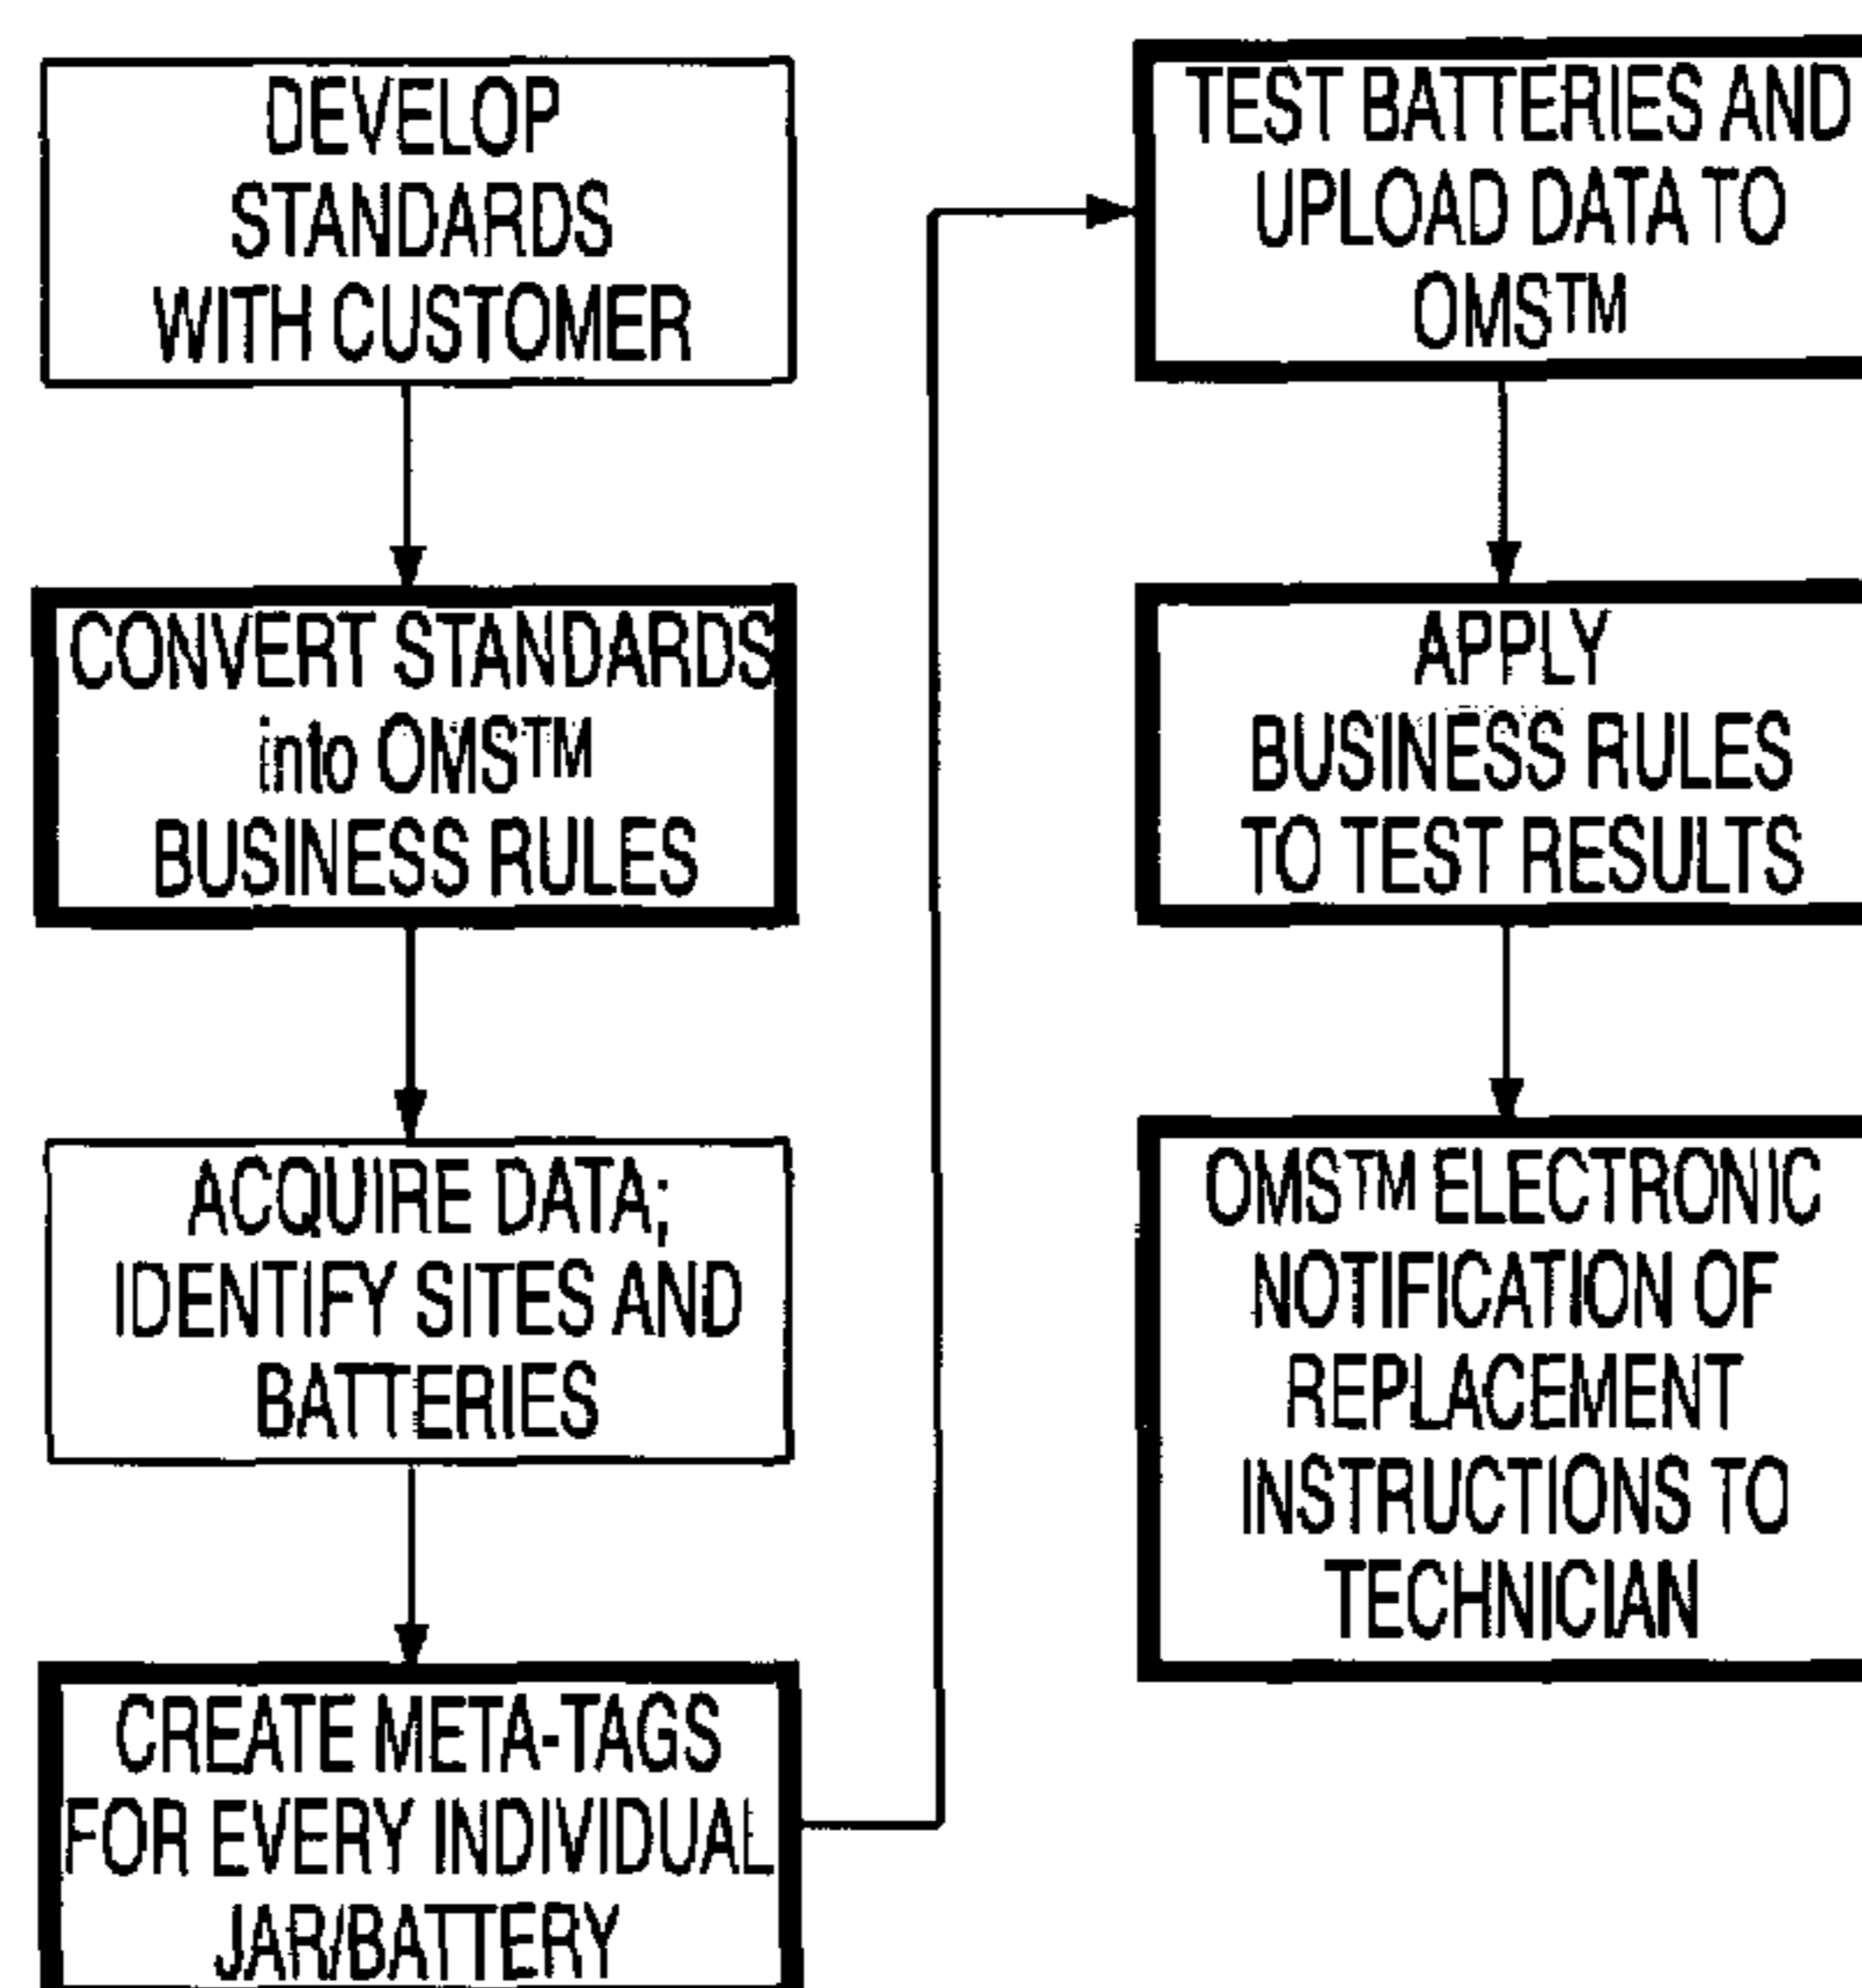 DEVELOP
STANDARDS
WITH CUSTOMER
CONVERT STANDARDS
into OMS™
BUSINESS RULES
ACQUIRE DATA;
IDENTIFY SITES AND
BATTERIES
CREATE META-TAGS
FOR EVERY INDIVIDUAL
JAR/BATTERY
TEST BATTERIES AND
UPLOAD DATA TO
OMS™
APPLY
BUSINESS RULES
TO TEST RESULTS
OMS™ ELECTRONIC
NOTIFICATION OF
REPLACEMENT
INSTRUCTIONS TO
TECHNICIAN